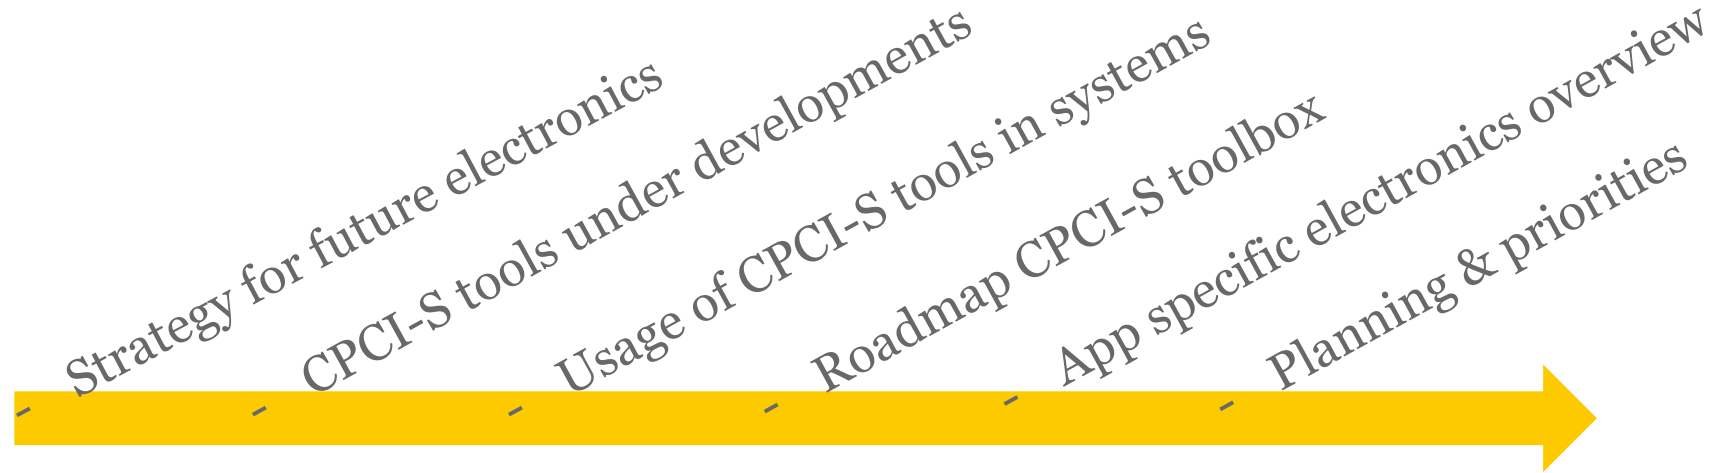 - Strategy for future electronics
- CPCI-S tools under developments
- Usage of CPCI-S tools in systems
- Roadmap CPCI-S toolbox
- App specific electronics overview
- Planning & priorities